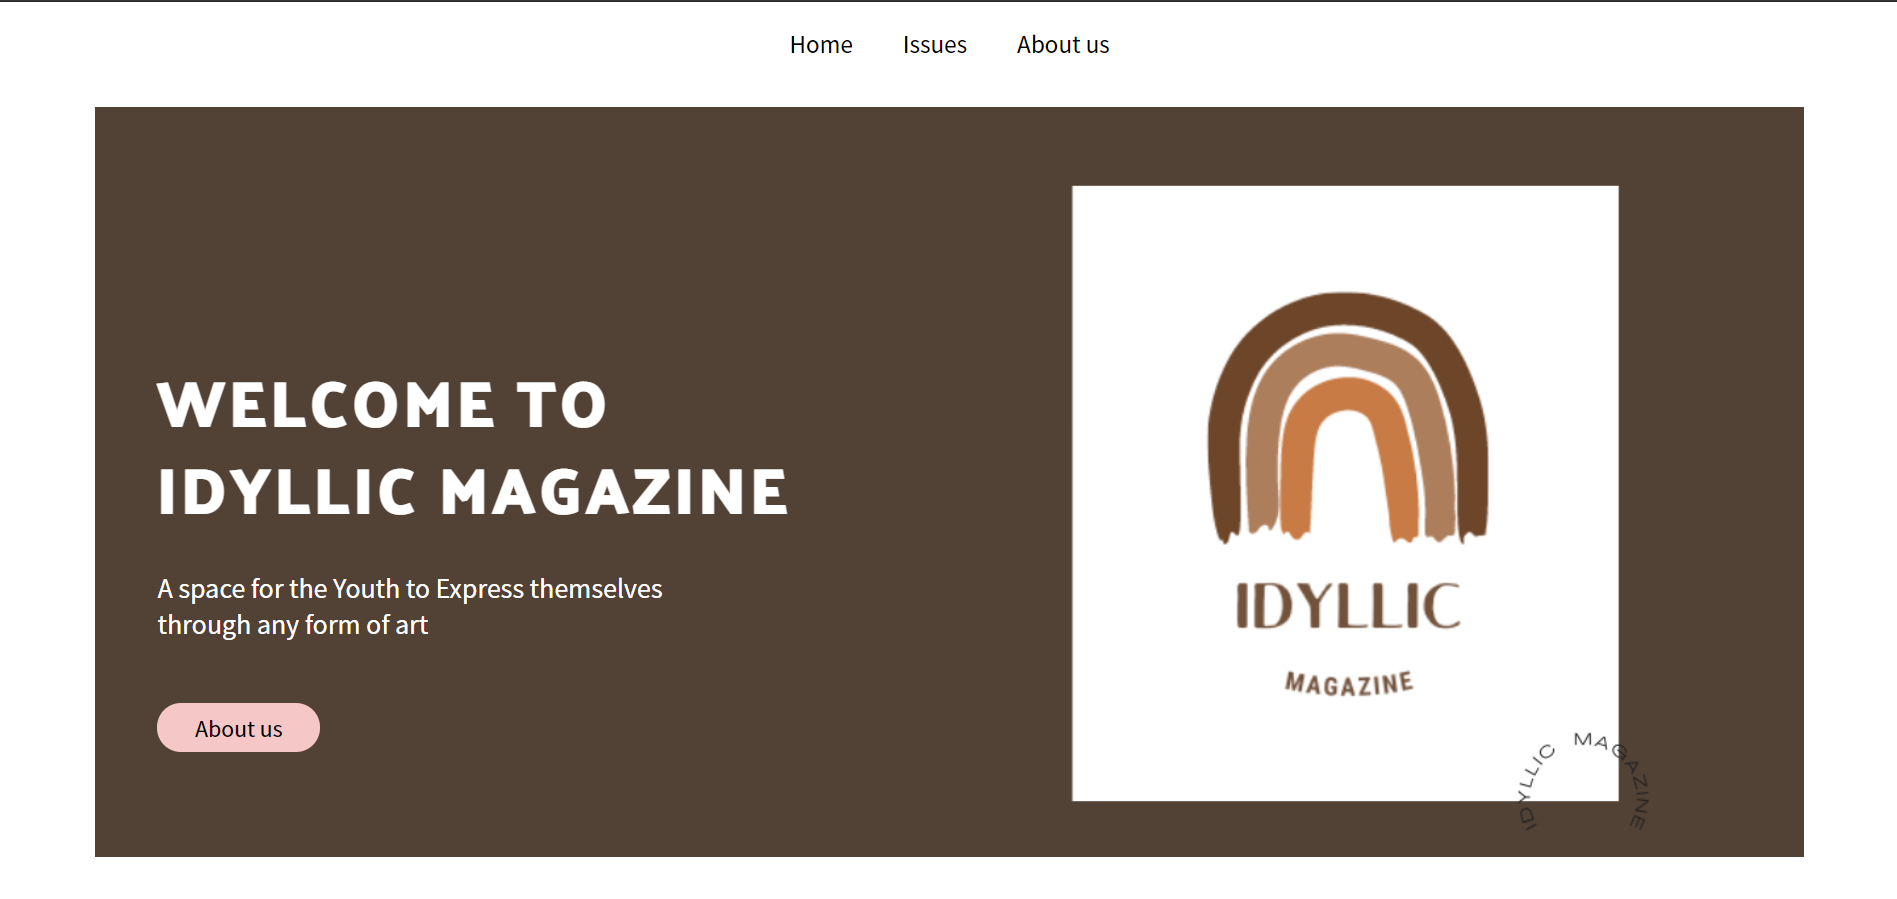 Home Issues About us
WELCOME TO
IDYLLIC MAGAZINE
A space for the Youth to Express themselves
through any form of art
About us
IDYLLIC
MAGAZINE
IDYLLIC MAGAZINE